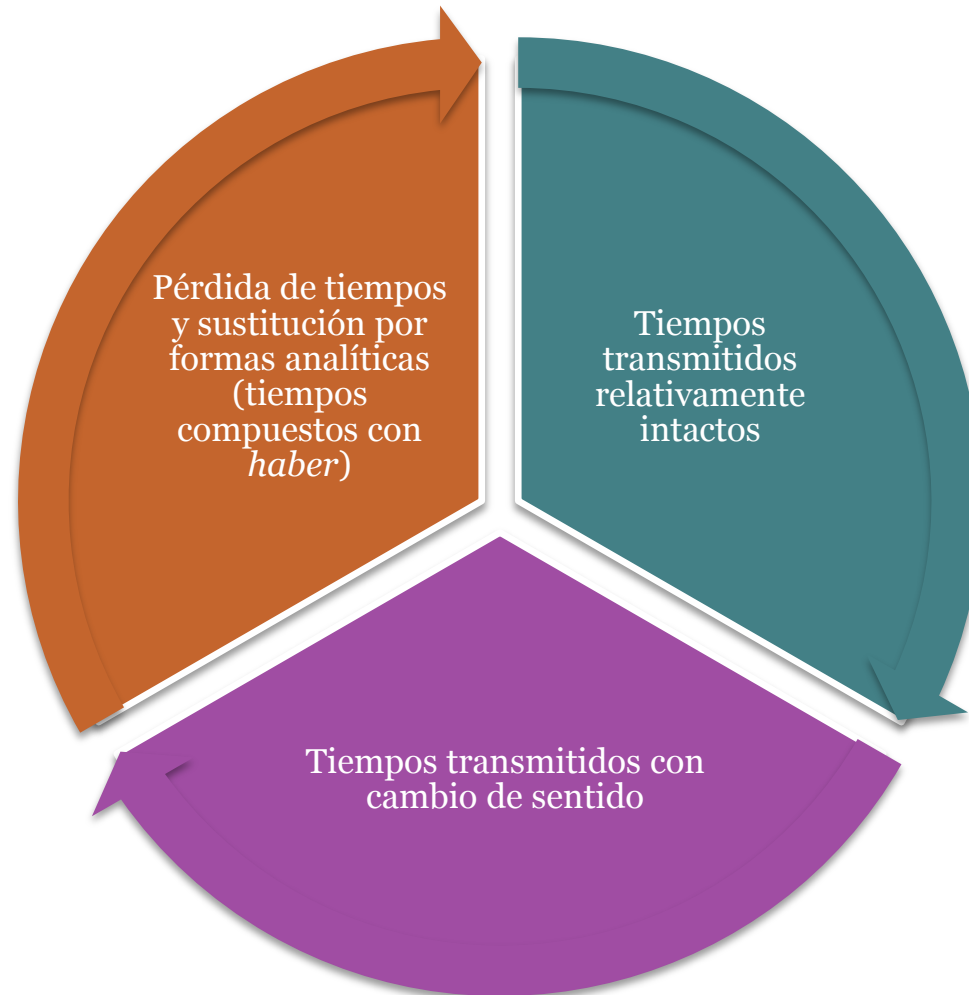 Pérdida de tiempos
y sustitución por
formas analíticas
(tiempos
compuestos con
haber)
Tiempos
transmitidos
relativamente
intactos
Tiempos transmitidos con
cambio de sentido